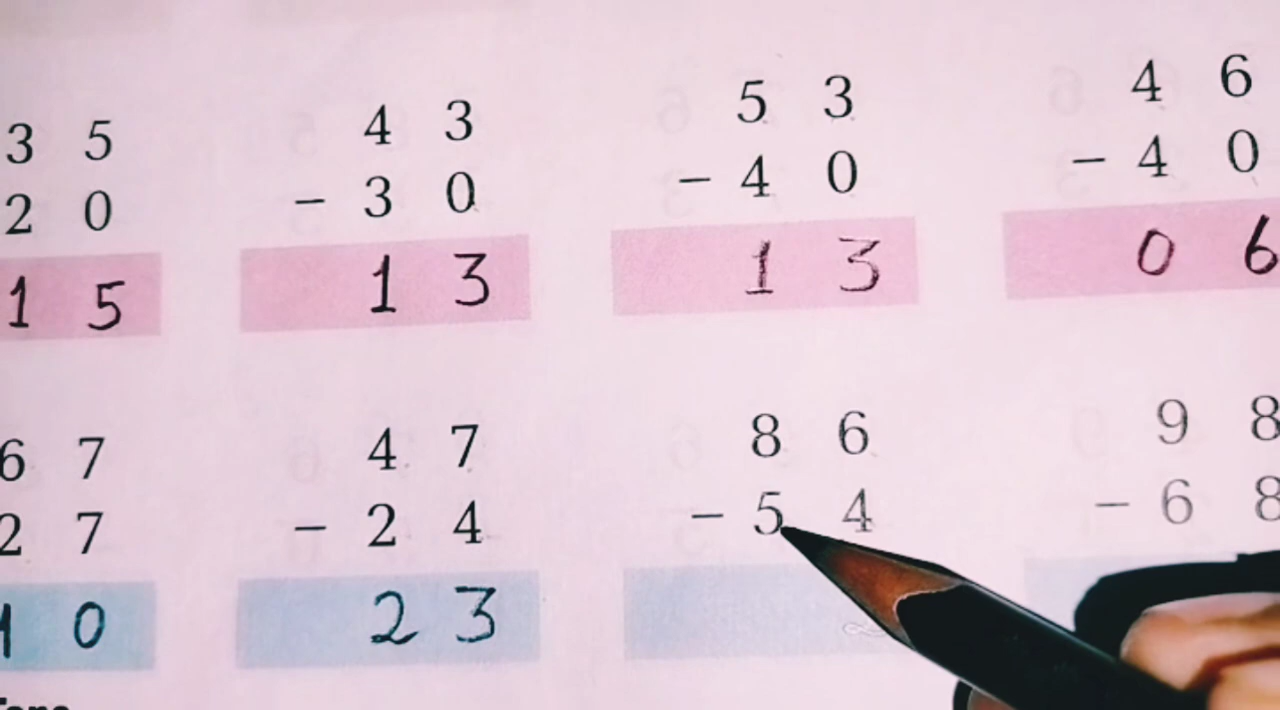 3 5 4 3 5 3 4 6
2 0 - 3 0 - 4 0 - 4 0
1 5 1 3 1 3 0 6
6 7 4 7 8 6 9 8
2 7 - 2 4 - 5 4 - 6 8
0 2 3